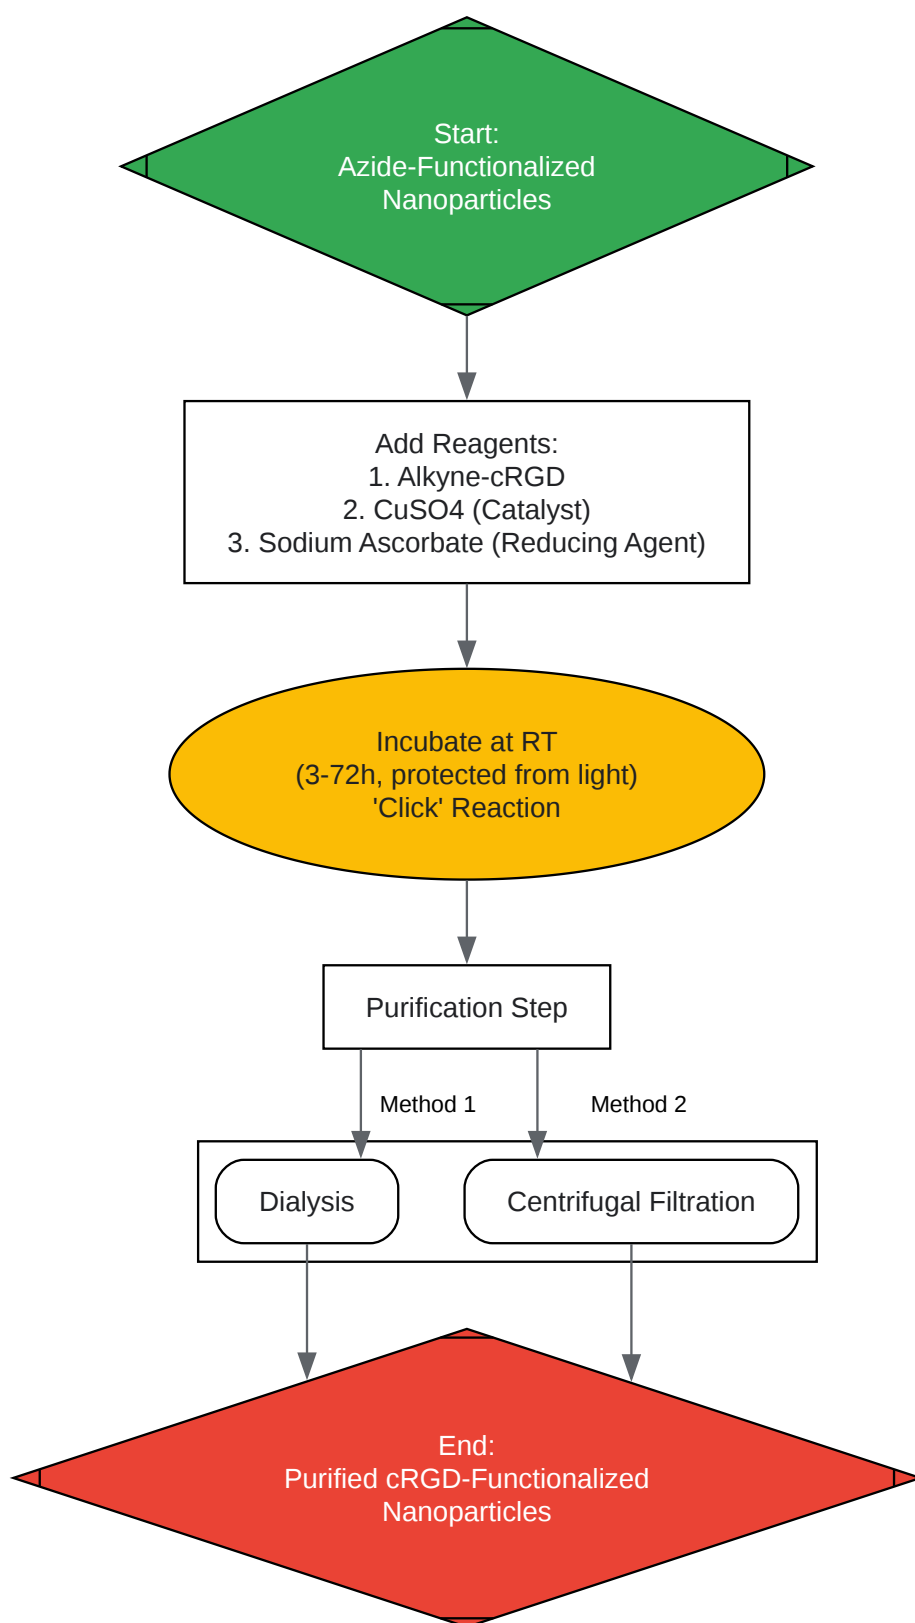 Start:
Azide-Functionalized
Nanoparticles
Add Reagents:
1. Alkyne-cRGD
2. CuSO4 (Catalyst)
3. Sodium Ascorbate (Reducing Agent)
Incubate at RT
(3-72h, protected from light)
'Click' Reaction
Purification Step
Method 1
Method 2
Dialysis
Centrifugal Filtration
End:
Purified cRGD-Functionalized
Nanoparticles